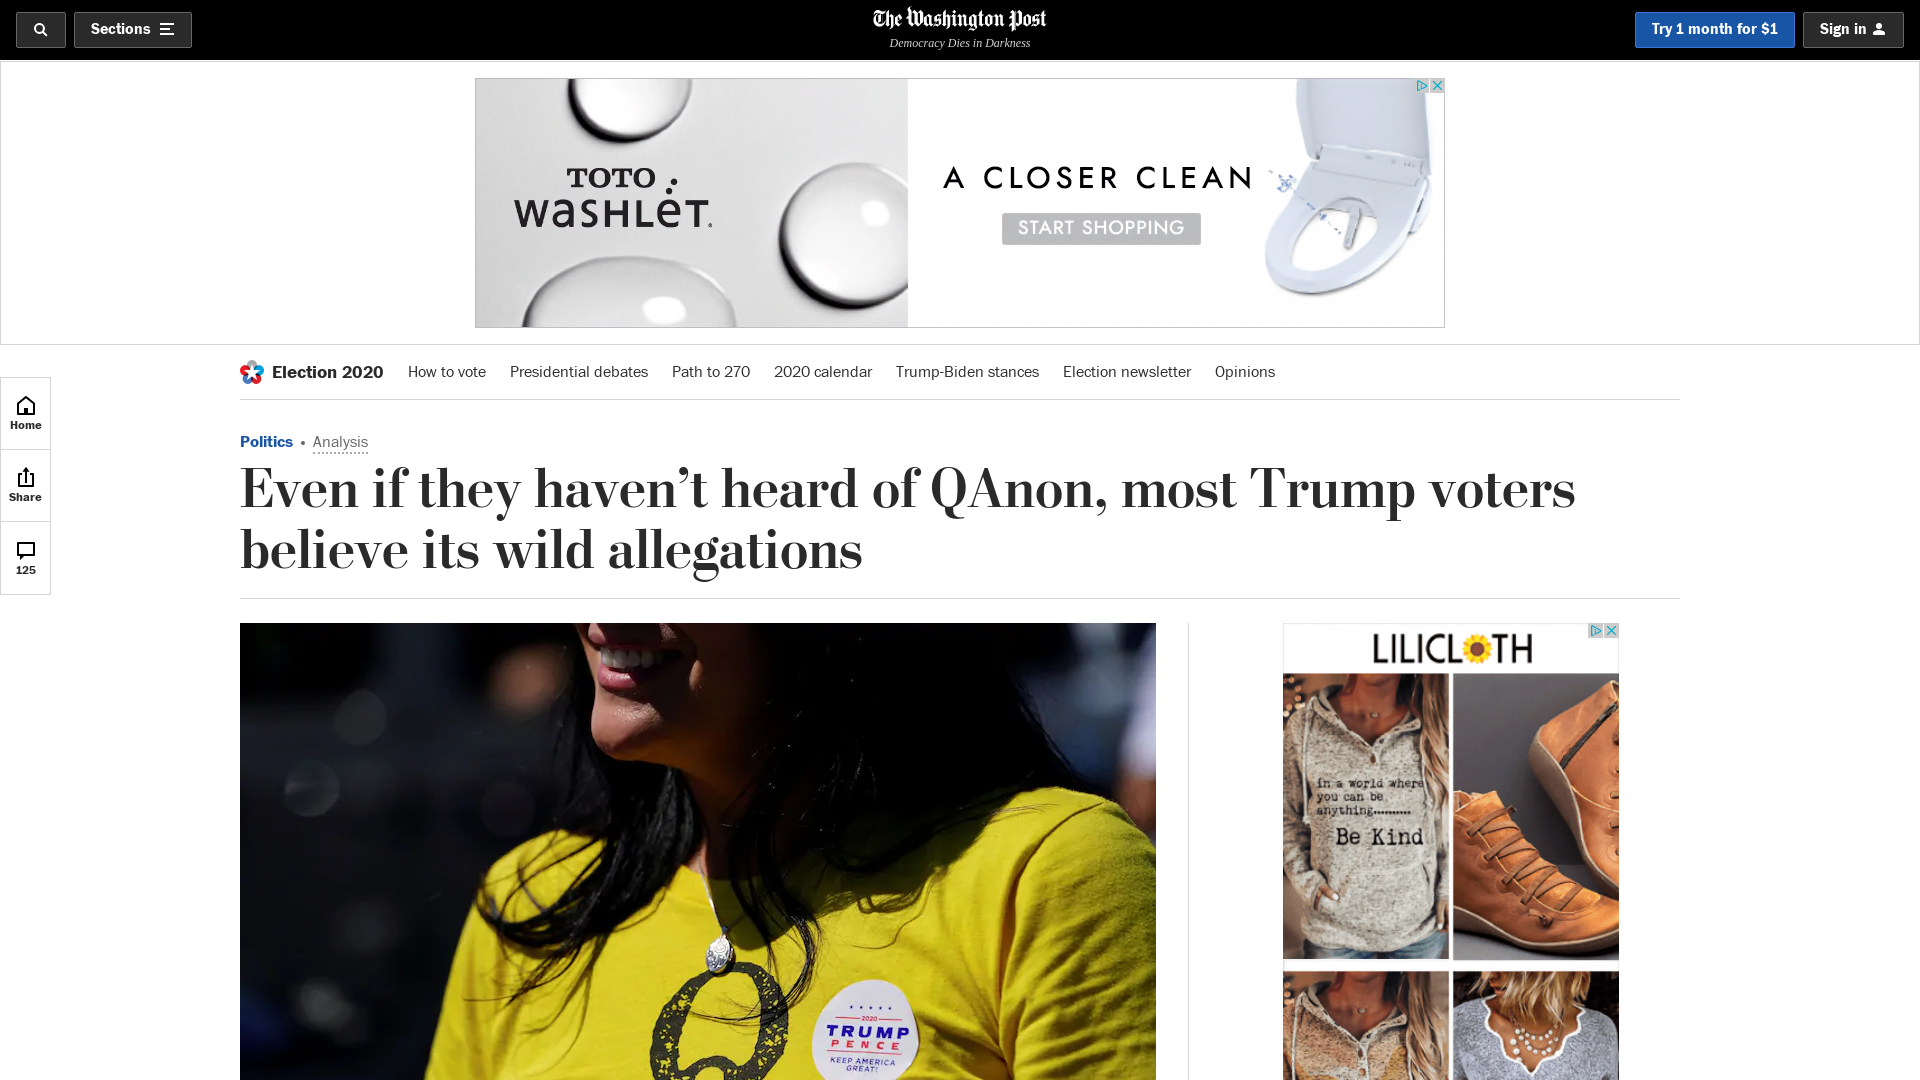 Sections
The Washington Post
Democracy Dies in Darkness
Try 1 month for $1
Sign in
TOTO
WASHLET®
A CLOSER CLEAN
START SHOPPING
Election 2020
How to vote
Presidential debates
Path to 270
2020 calendar
Trump-Biden stances
Election newsletter
Opinions
Home
Share
125
Politics • Analysis
Even if they haven’t heard of QAnon, most Trump voters
believe its wild allegations
Q
2020
TRUMP
PENCE
KEEP AMERICA
GREAT!
LILICLOTH
in a world where
you can be
anything..........
Be Kind